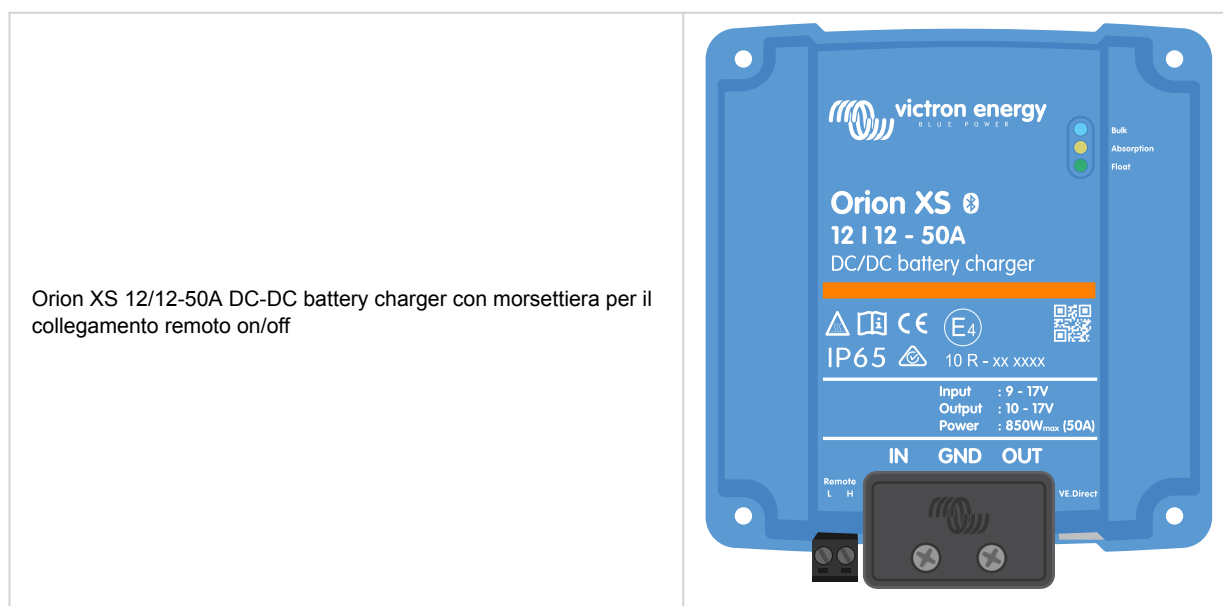 Orion XS 12/12-50A DC-DC battery charger con morsettiera per il
collegamento remoto on/off
victron energy
BLUE POWER
Bulk
Absorption
Float
Orion XS
12 | 12 - 50A
DC/DC battery charger
CE
E4
IP65
10 R - xx xxxx
Input : 9 - 17V
Output : 10 - 17V
Power : 850Wmax (50A)
IN GND OUT
Remote
L H
VE.Direct